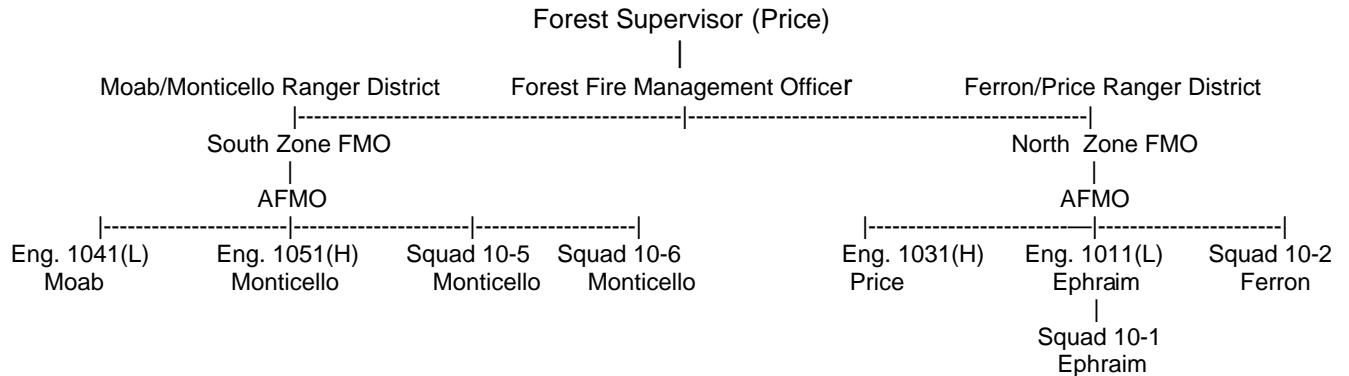 Forest Supervisor (Price)
|
Moab/Monticello Ranger District Forest Fire Management Officer Ferron/Price Ranger District
|-----------------------------------------------|-------------------------------------------------|
South Zone FMO North Zone FMO
| |
AFMO AFMO
|-----------------------|----------------------|--------------------| |---------------------------—|-----------------------|
Eng. 1041(L) Eng. 1051(H) Squad 10-5 Squad 10-6 Eng. 1031(H) Eng. 1011(L) Squad 10-2
Moab Monticello Monticello Monticello Price Ephraim Ferron
|
Squad 10-1
Ephraim